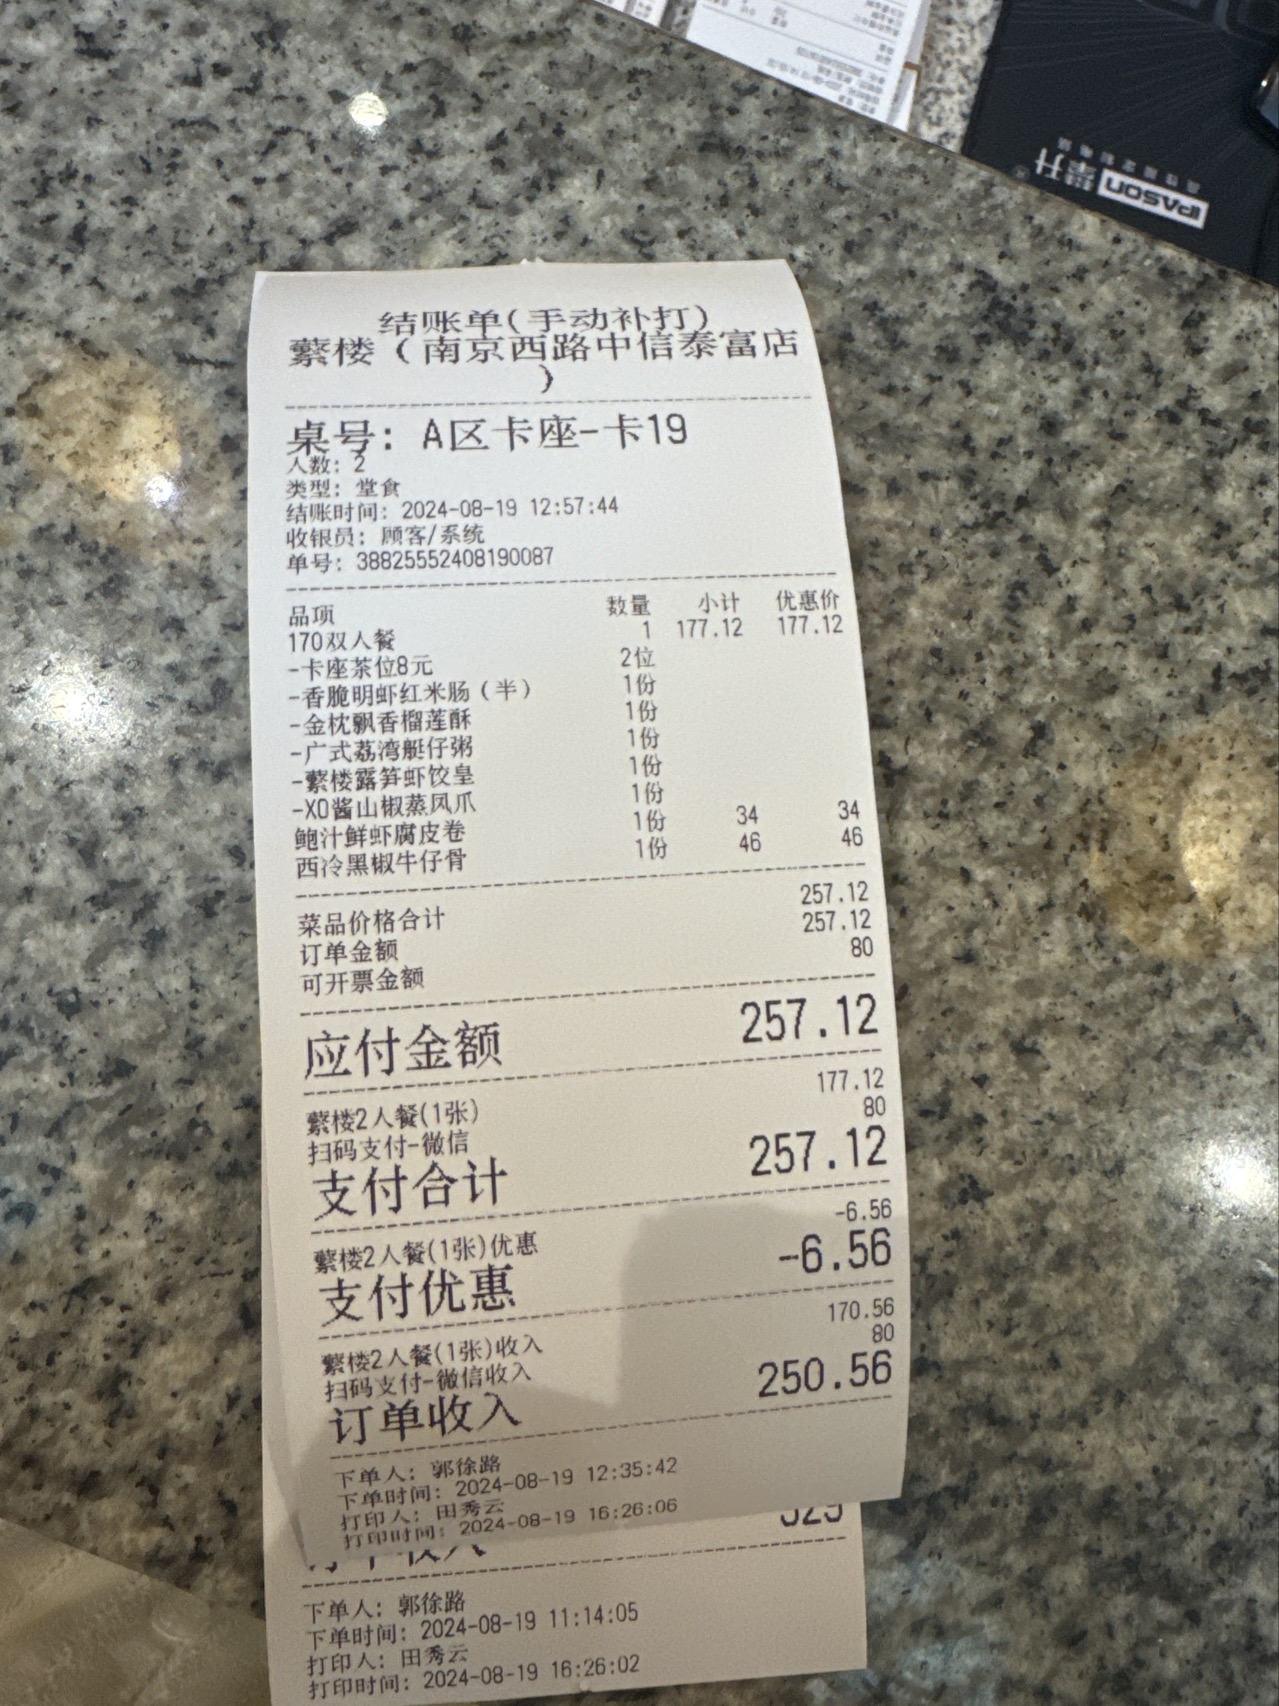 攀升
IPASON
结账单(手动补打)
蘩楼（南京西路中信泰富店
）
桌号: A区卡座-卡19
人数: 2
类型: 堂食
结账时间: 2024-08-19 12:57:44
收银员: 顾客/系统
单号: 38825552408190087
品项 数量 小计 优惠价
170双人餐 1 177.12 177.12
-卡座茶位8元 2位
-香脆明虾红米肠（半） 1份
-金枕飘香榴莲酥 1份
-广式荔湾艇仔粥 1份
-蘩楼露笋虾饺皇 1份
-XO酱山椒蒸凤爪 1份
鲍汁鲜虾腐皮卷 1份 34 34
西冷黑椒牛仔骨 1份 46 46
菜品价格合计 257.12
订单金额 257.12
可开票金额 80
应付金额 257.12
蘩楼2人餐(1张) 177.12
扫码支付-微信 80
支付合计 257.12
蘩楼2人餐(1张)优惠 -6.56
支付优惠 -6.56
蘩楼2人餐(1张)收入 170.56
扫码支付-微信收入 80
订单收入 250.56
下单人: 郭徐路
下单时间: 2024-08-19 12:35:42
打印人: 田秀云
打印时间: 2024-08-19 16:26:06
下单人: 郭徐路
下单时间: 2024-08-19 11:14:05
打印人: 田秀云
打印时间: 2024-08-19 16:26:02